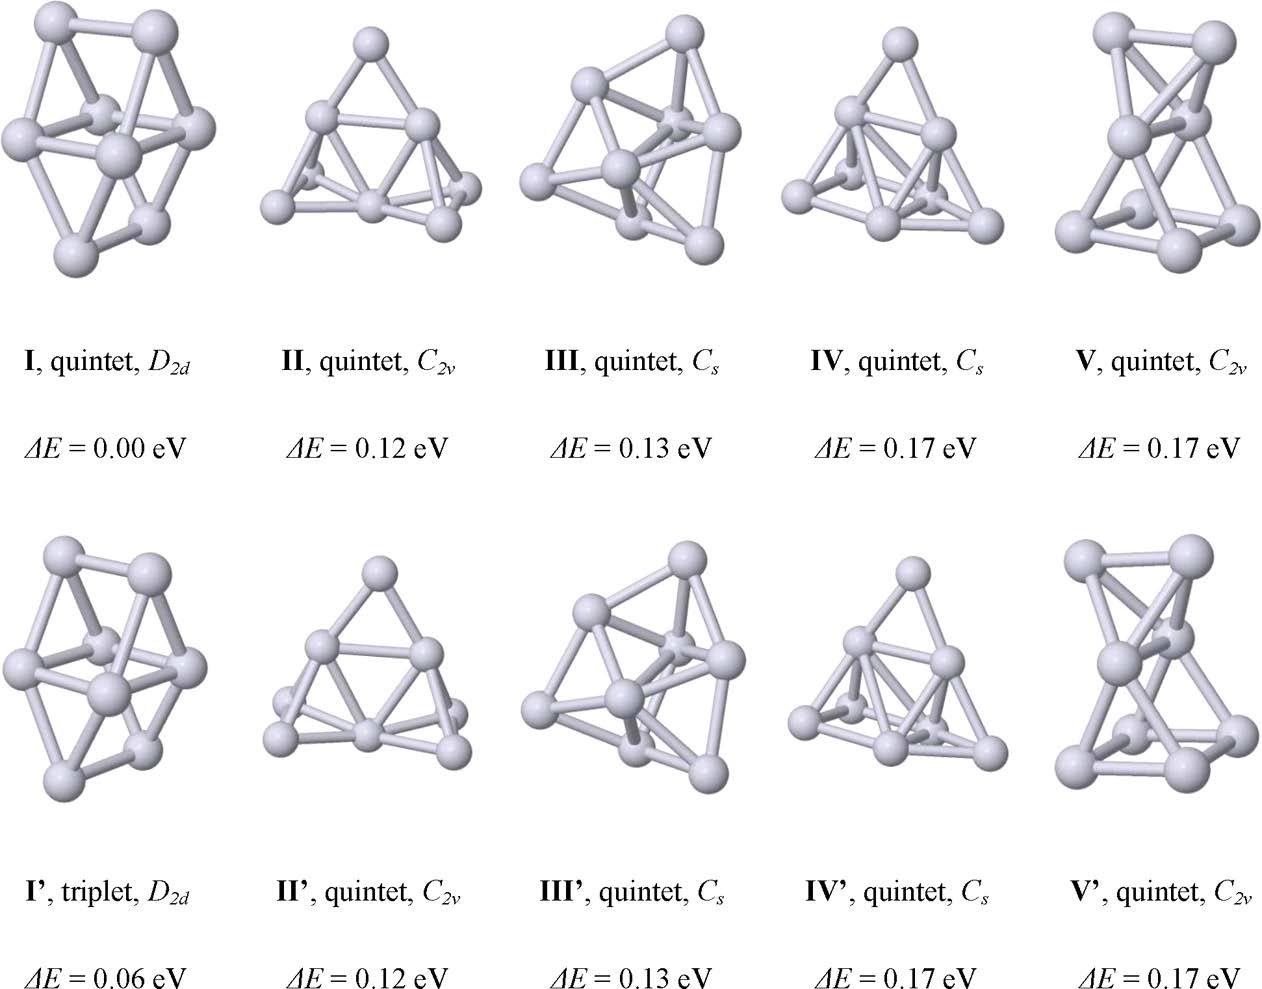 I, quintet, D2d
II, quintet, C2v
III, quintet, Cs
IV, quintet, Cs
V, quintet, C2v
ΔE = 0.00 eV
ΔE = 0.12 eV
ΔE = 0.13 eV
ΔE = 0.17 eV
ΔE = 0.17 eV
I’, triplet, D2d
II’, quintet, C2v
III’, quintet, Cs
IV’, quintet, Cs
V’, quintet, C2v
ΔE = 0.06 eV
ΔE = 0.12 eV
ΔE = 0.13 eV
ΔE = 0.17 eV
ΔE = 0.17 eV